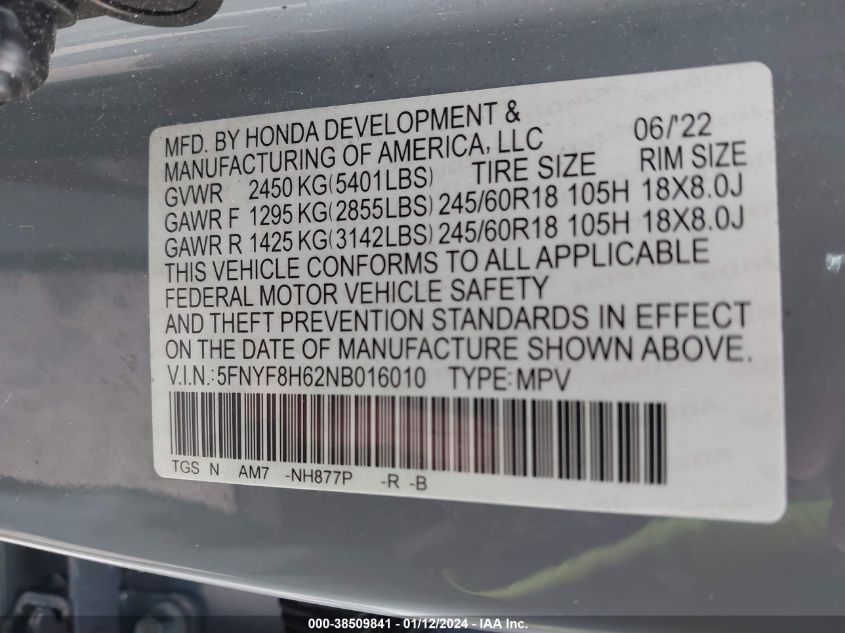 MFD. BY HONDA DEVELOPMENT &
MANUFACTURING OF AMERICA, LLC 06/'22
GVWR 2450 KG(5401LBS) TIRE SIZE RIM SIZE
GAWR F 1295 KG(2855LBS) 245/60R18 105H 18X8.0J
GAWR R 1425 KG(3142LBS) 245/60R18 105H 18X8.0J
THIS VEHICLE CONFORMS TO ALL APPLICABLE
FEDERAL MOTOR VEHICLE SAFETY
AND THEFT PREVENTION STANDARDS IN EFFECT
ON THE DATE OF MANUFACTURE SHOWN ABOVE.
V.I.N.: 5FNYF8H62NB016010 TYPE: MPV
TGS N AM7 -NH877P -R -B
000-38509841 - 01/12/2024 - IAA Inc.